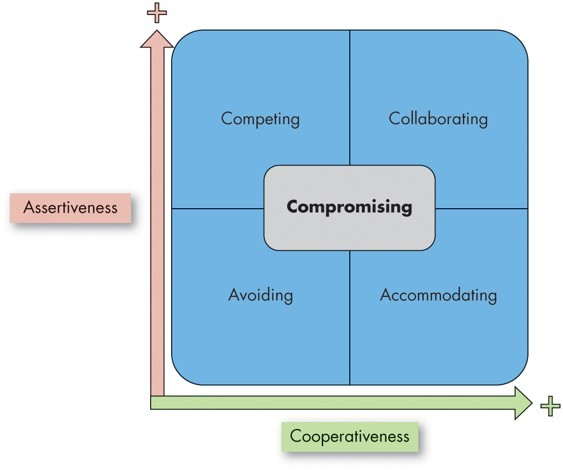 +
Competing
Collaborating
Assertiveness
Compromising
Avoiding
Accommodating
+
Cooperativeness